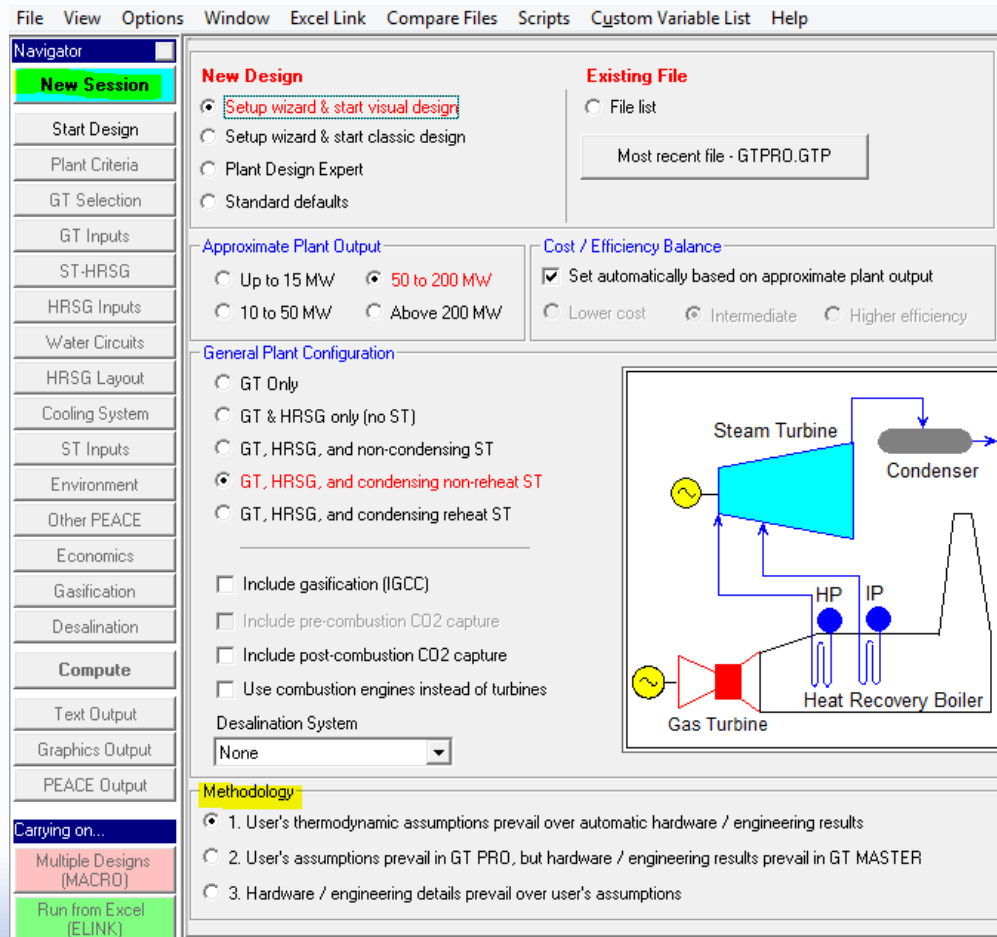 File View Options Window Excel Link Compare Files Scripts Custom Variable List Help
Navigator
New Session
Start Design
Plant Criteria
GT Selection
GT Inputs
ST-HRSG
HRSG Inputs
Water Circuits
HRSG Layout
Cooling System
ST Inputs
Environment
Other PEACE
Economics
Gasification
Desalination
Compute
Text Output
Graphics Output
PEACE Output
Carrying on...
Multiple Designs
(MACRO)
Run from Excel
(ELINK)
New Design
Setup wizard & start visual design
Setup wizard & start classic design
Plant Design Expert
Standard defaults
Existing File
File list
Most recent file - GTPRO.GTP
Approximate Plant Output
Up to 15 MW
50 to 200 MW
10 to 50 MW
Above 200 MW
Cost / Efficiency Balance
Set automatically based on approximate plant output
Lower cost
Intermediate
Higher efficiency
General Plant Configuration
GT Only
GT & HRSG only (no ST)
GT, HRSG, and non-condensing ST
GT, HRSG, and condensing non-reheat ST
GT, HRSG, and condensing reheat ST
Include gasification (IGCC)
Include pre-combustion CO2 capture
Include post-combustion CO2 capture
Use combustion engines instead of turbines
Desalination System
None
Steam Turbine
Condenser
HP IP
Heat Recovery Boiler
Gas Turbine
Methodology
1. User's thermodynamic assumptions prevail over automatic hardware / engineering results
2. User's assumptions prevail in GT PRO, but hardware / engineering results prevail in GT MASTER
3. Hardware / engineering details prevail over user's assumptions